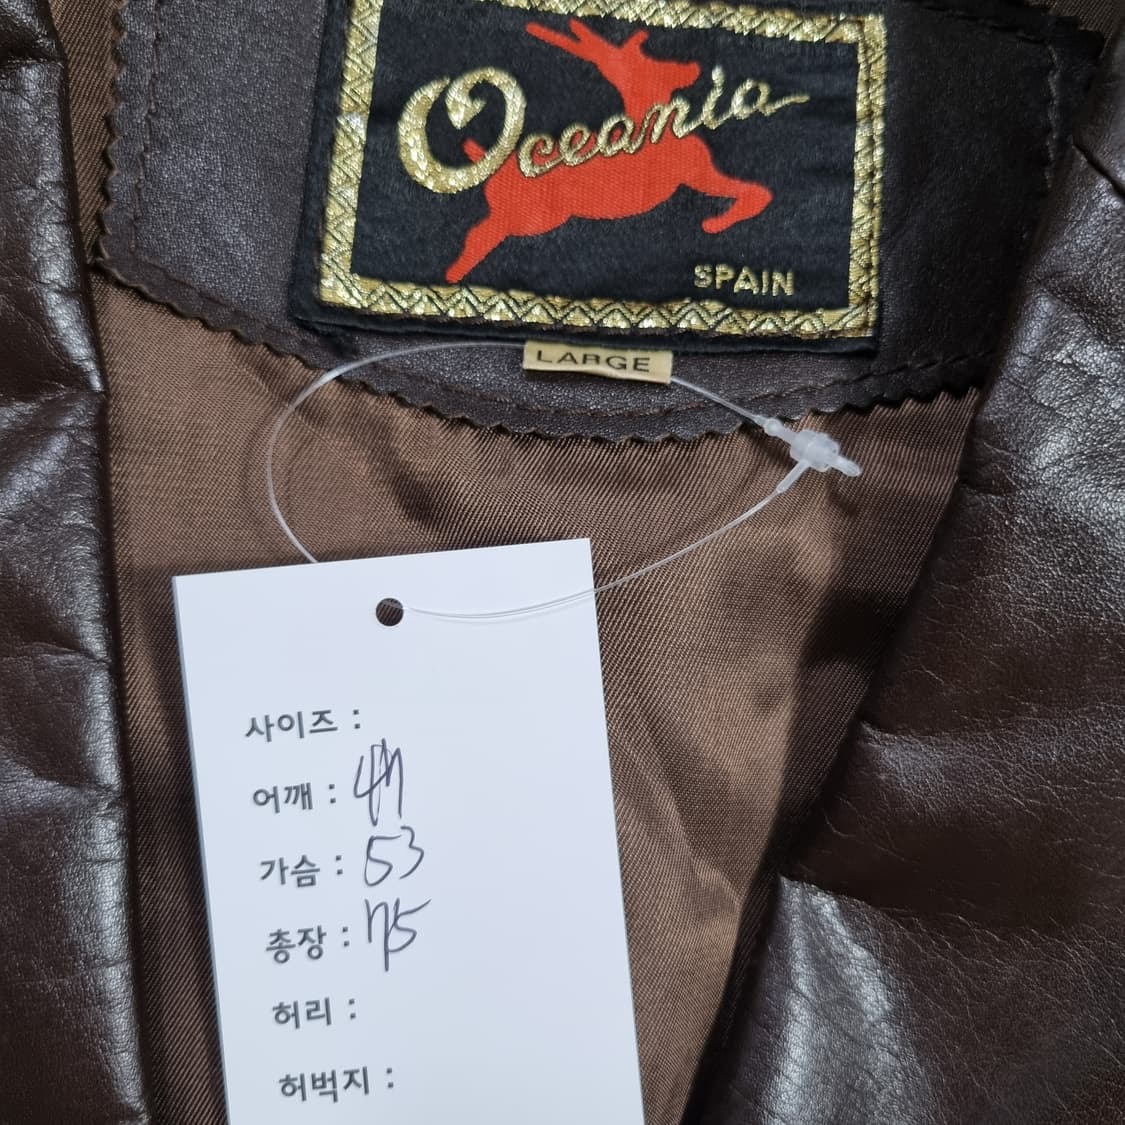 Oceania
SPAIN
LARGE
사이즈 :
어깨 : 47
가슴 : 53
총장 : 75
허리 :
허벅지 :